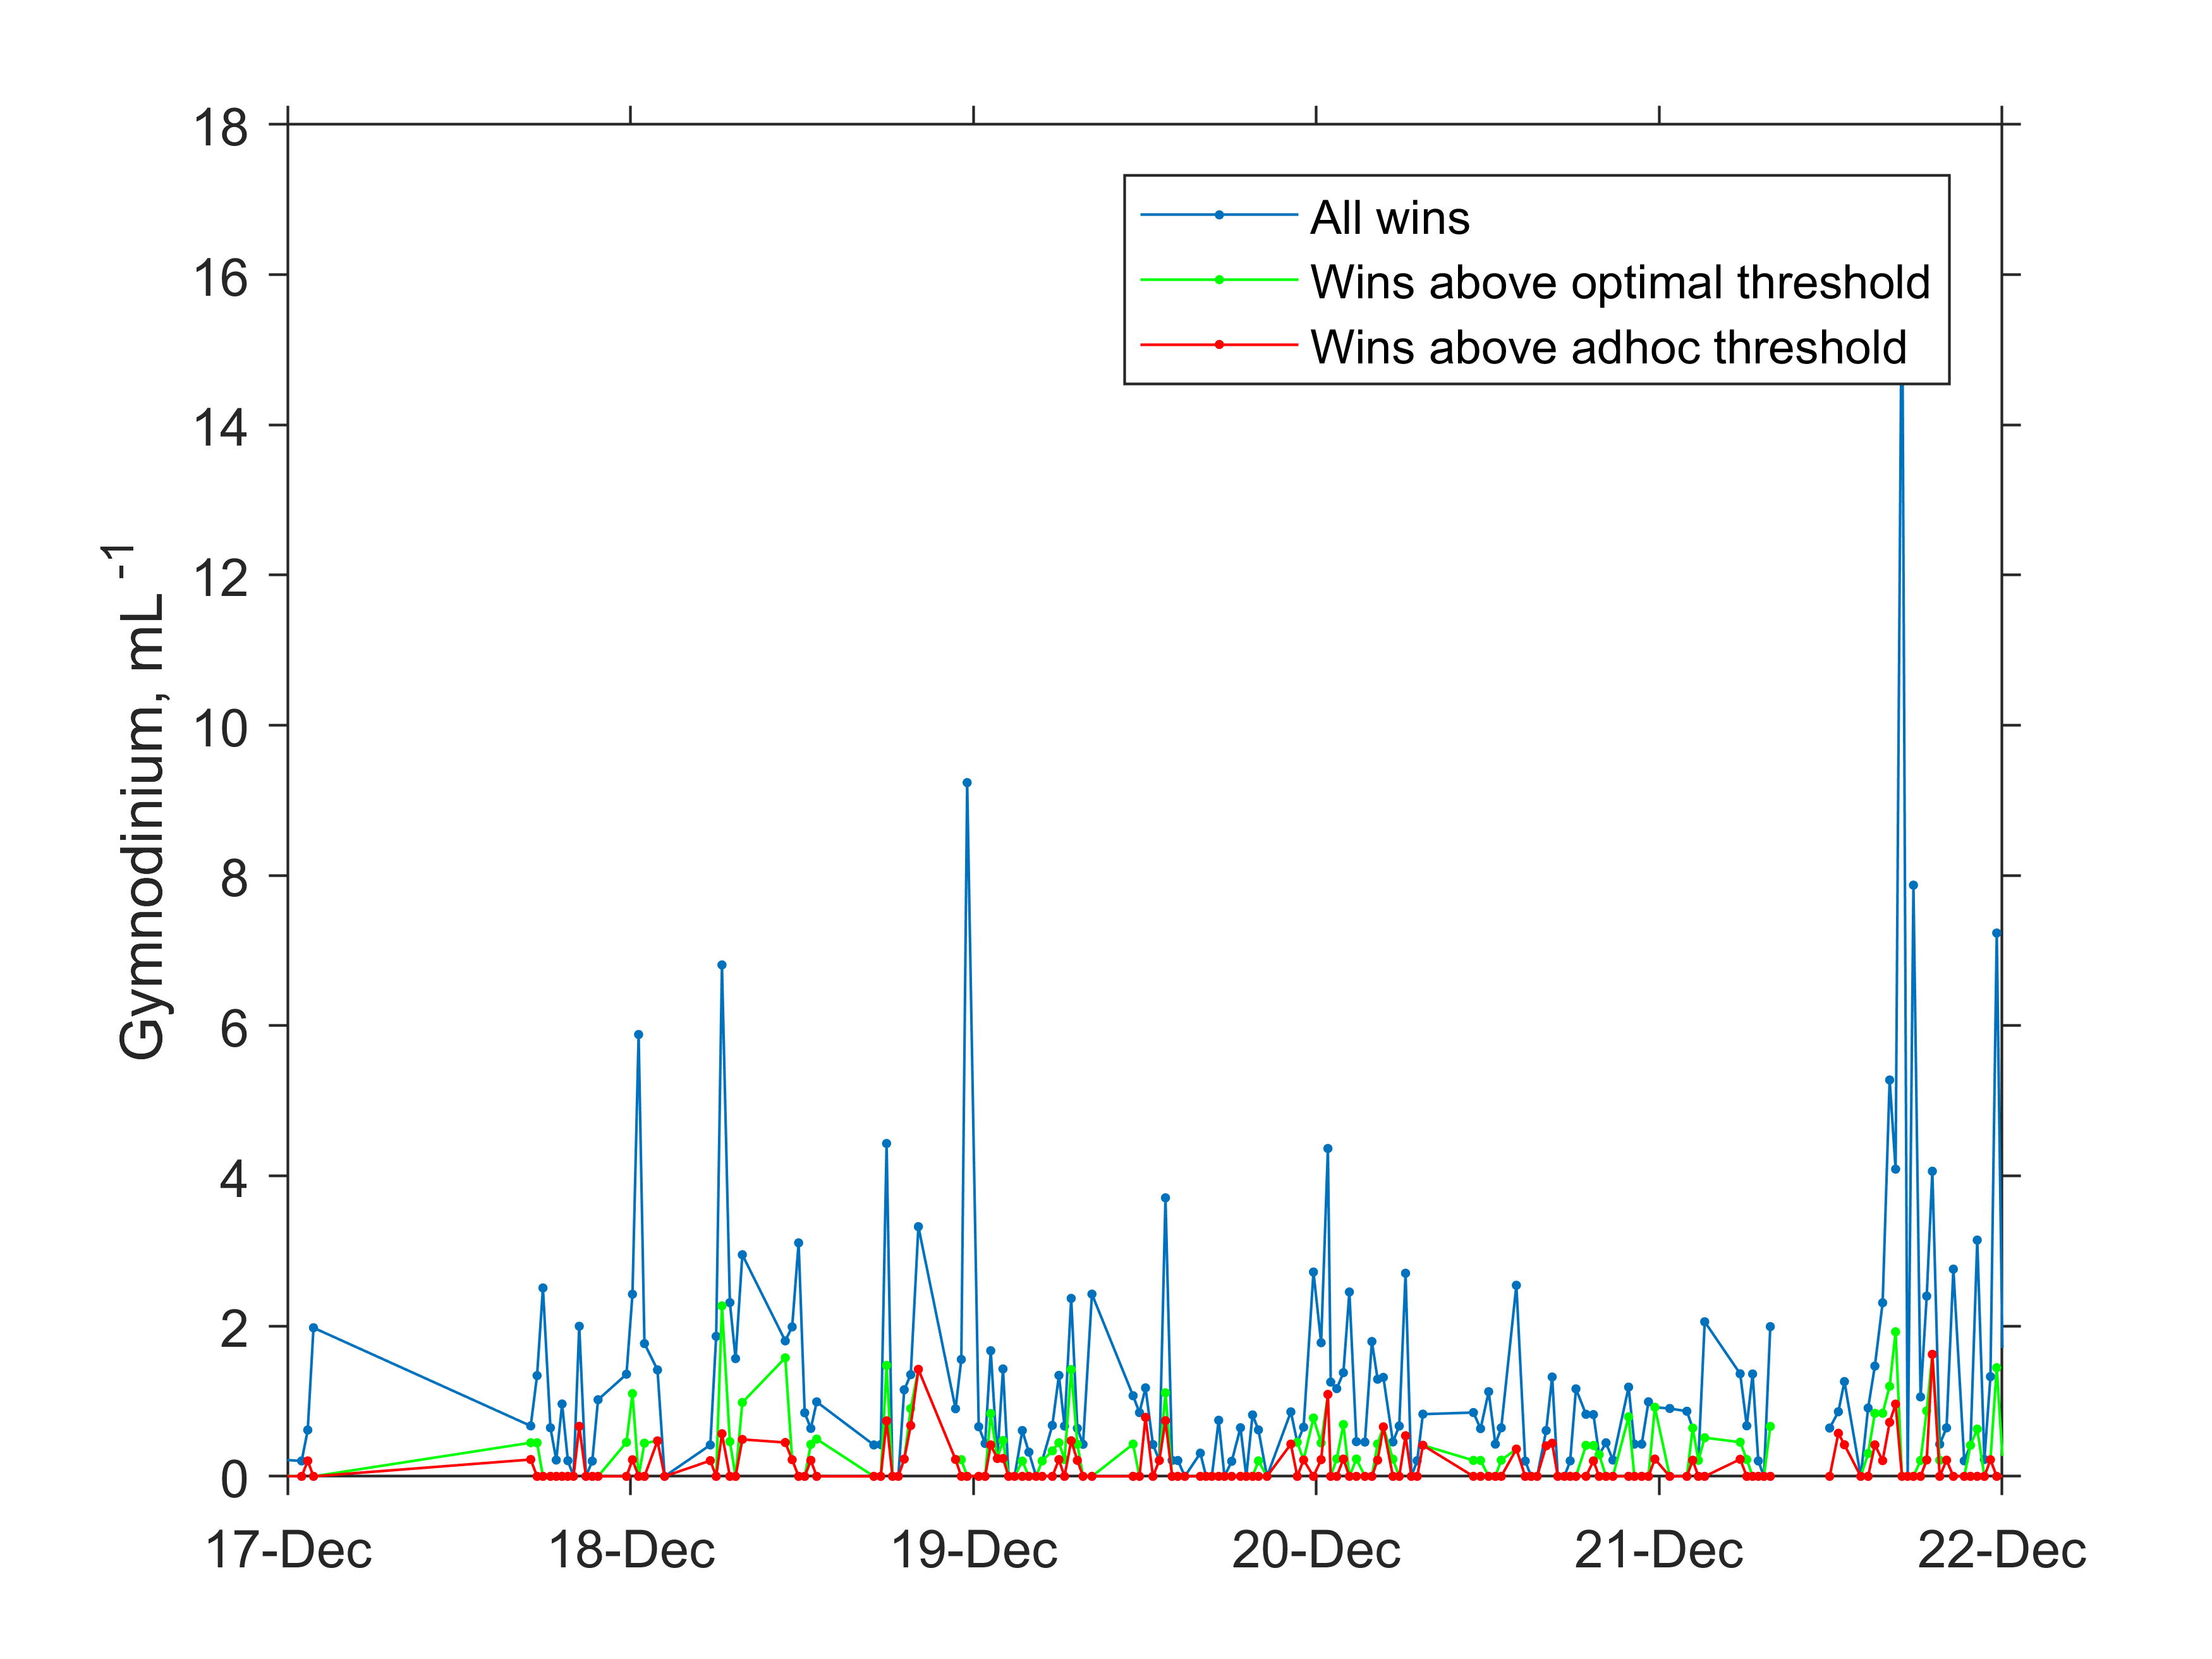 18
16
14
12
10
8
6
4
2
0
Gymnodinium, mL⁻¹
All wins
Wins above optimal threshold
Wins above adhoc threshold
17-Dec 18-Dec 19-Dec 20-Dec 21-Dec 22-Dec